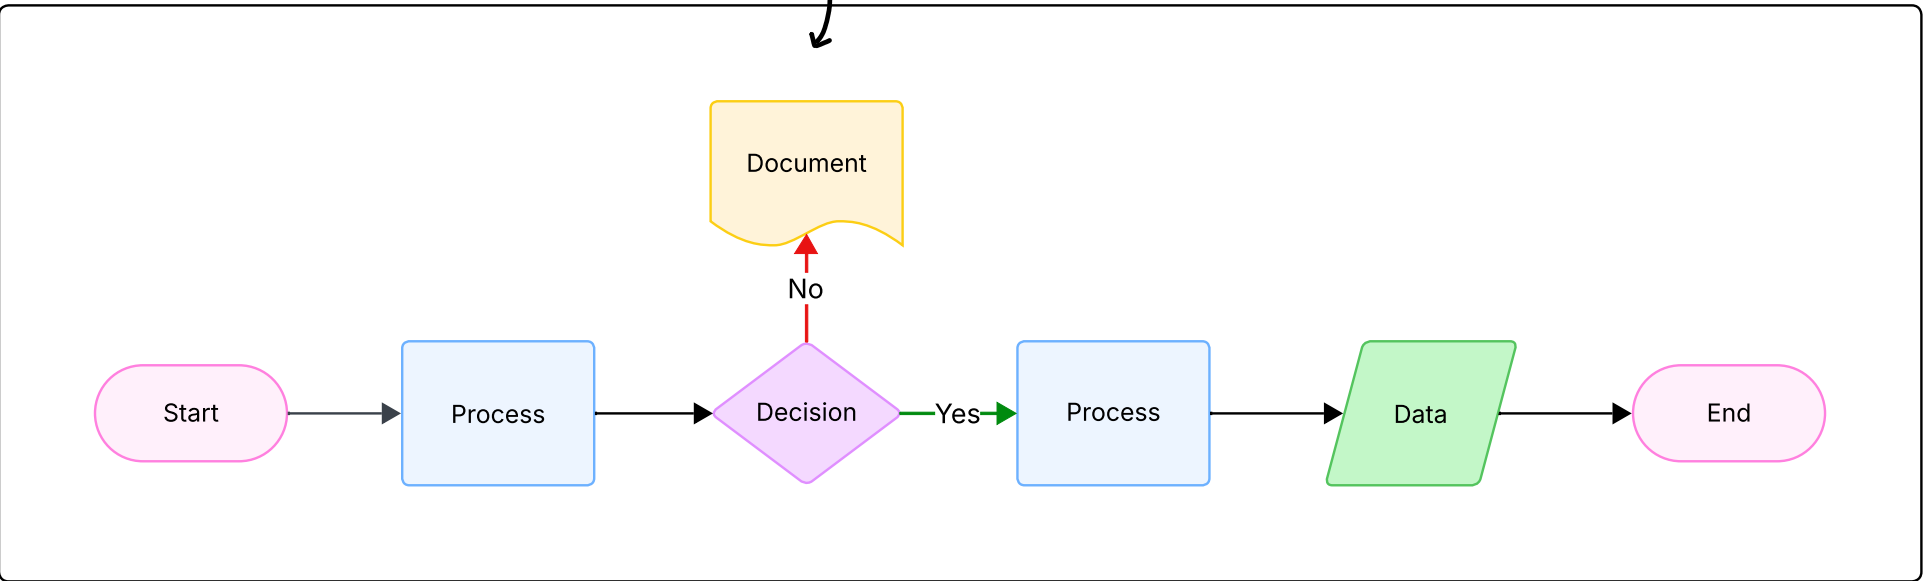 Document
No
Start
Process
Decision
Yes
Process
Data
End